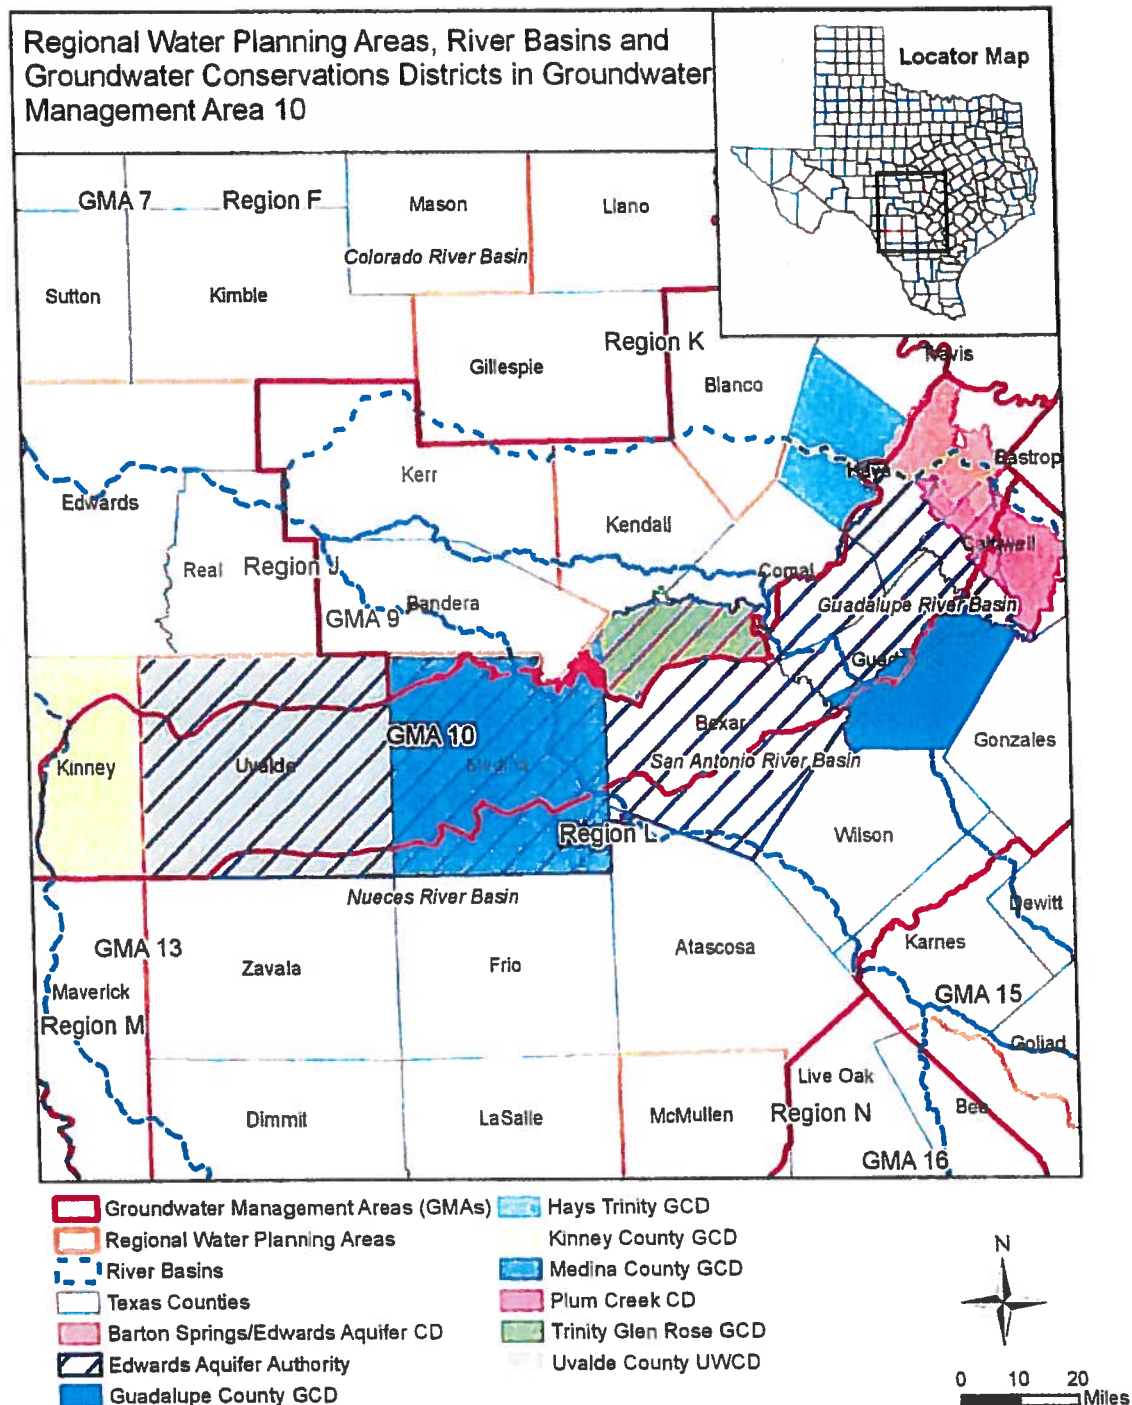 Regional Water Planning Areas, River Basins and
Groundwater Conservations Districts in Groundwater
Management Area 10
Locator Map
GMA 7
Region F
Mason
Llano
Colorado River Basin
Sutton
Kimble
Region K
Gillespie
Blanco
Travis
Hays
Bastrop
Kerr
Edwards
Kendall
Caldwell
Real
Region J
Comal
Bandera
Guadalupe River Basin
GMA 9
Guad
Bexar
GMA 10
Gonzales
Kinney
Uvalde
Medina
San Antonio River Basin
Region L
Wilson
Nueces River Basin
Dewitt
GMA 13
Zavala
Frio
Atascosa
Karnes
Maverick
GMA 15
Region M
Goliad
Live Oak
Dimmit
LaSalle
McMullen
Region N
Bee
GMA 16
Groundwater Management Areas (GMAs)
Regional Water Planning Areas
River Basins
Texas Counties
Barton Springs/Edwards Aquifer CD
Edwards Aquifer Authority
Guadalupe County GCD
Hays Trinity GCD
Kinney County GCD
Medina County GCD
Plum Creek CD
Trinity Glen Rose GCD
Uvalde County UWCD
N
0 10 20
Miles